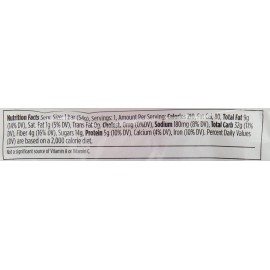 Nutrition Facts Serv. Size: 1 bar (54g), Servings: 1, Amount Per Serving: Calories Fat Cal. 80, Total Fat 9g
(14% DV), Sat. Fat 1g (5% DV), Trans Fat 0g, Cholest. 0mg (0% DV), Sodium 180mg (8% DV), Total Carb 32g (11%
DV), Fiber 4g (16% DV), Sugars 14g, Protein 5g (10% DV), Calcium (4% DV), Iron (10% DV). Percent Daily Values
(DV) are based on a 2,000 calorie diet.
Not a significant source of Vitamin A or Vitamin C.